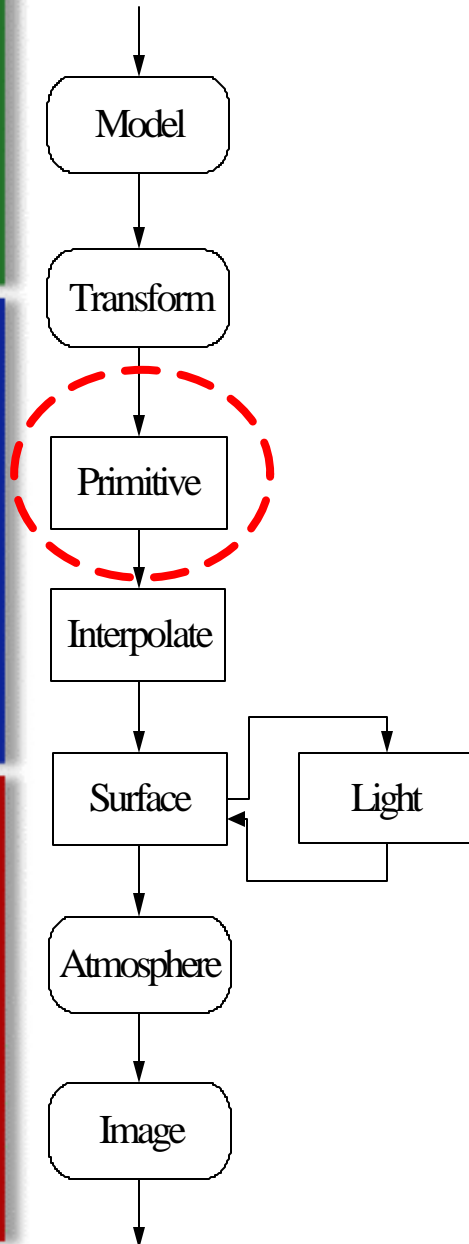 Model
Transform
Primitive
Interpolate
Surface
Light
Atmosphere
Image